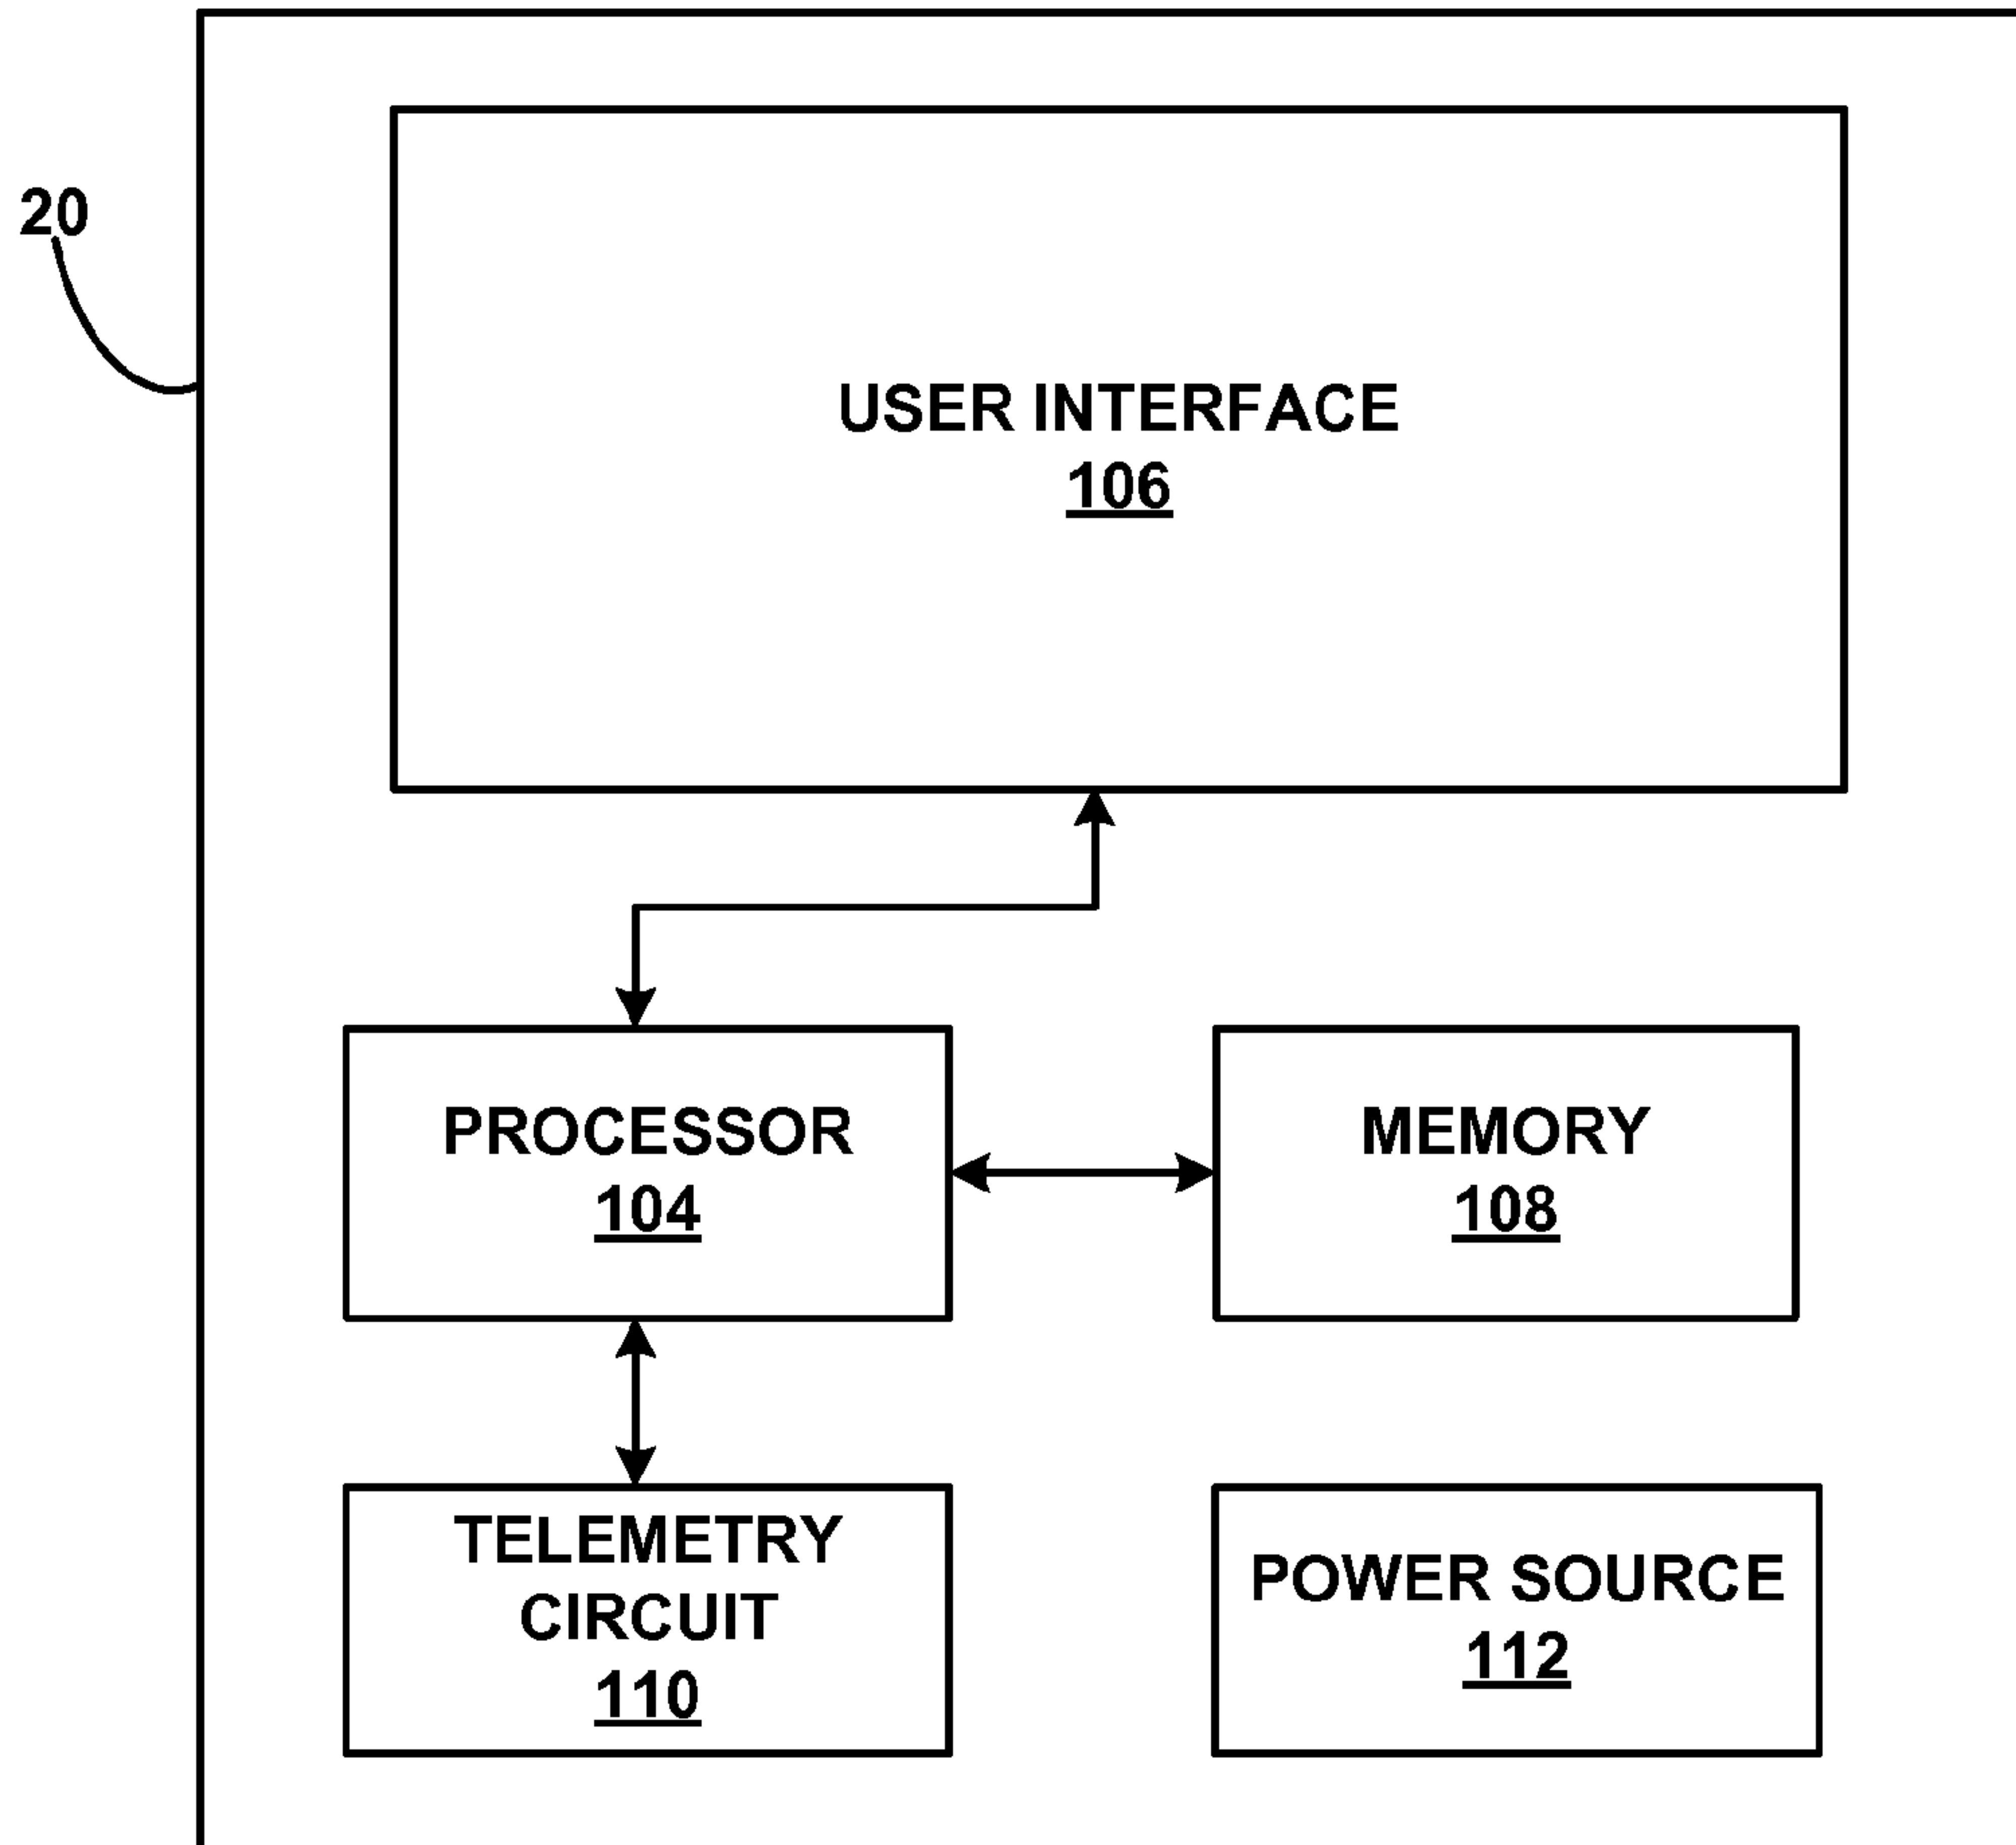 20
USER INTERFACE
106
PROCESSOR
104
MEMORY
108
TELEMETRY
CIRCUIT
110
POWER SOURCE
112